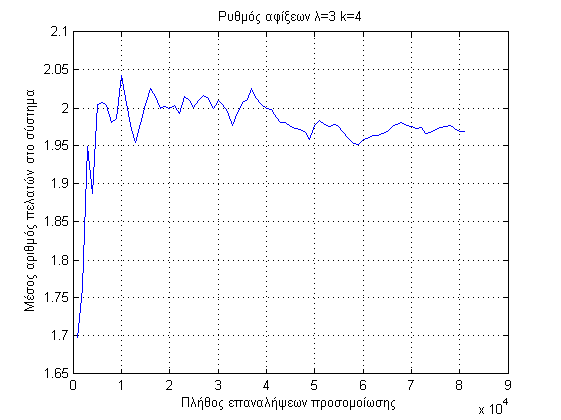 Ρυθμός αφίξεων λ=3 k=4
Μέσος αριθμός πελατών στο σύστημα
2.1
2.05
2
1.95
1.9
1.85
1.8
1.75
1.7
1.65
0 1 2 3 4 5 6 7 8 9
x 10^4
Πλήθος επαναλήψεων προσομοίωσης